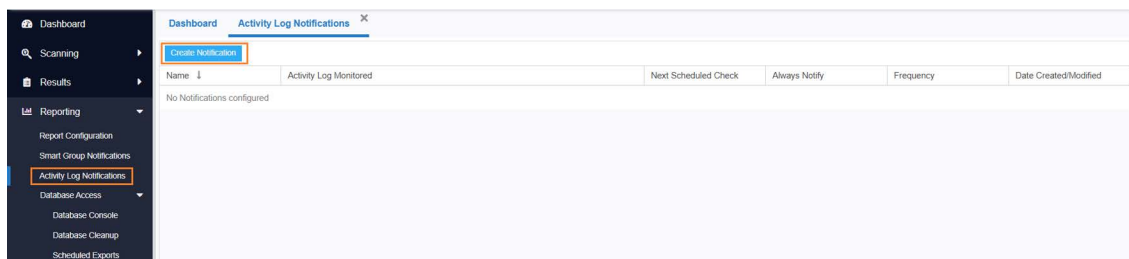 Dashboard
Scanning
Results
Reporting
Report Configuration
Smart Group Notifications
Activity Log Notifications
Database Access
Database Console
Database Cleanup
Scheduled Exports
Dashboard Activity Log Notifications
Create Notification
Name Activity Log Monitored Next Scheduled Check Always Notify Frequency Date Created/Modified
No Notifications configured